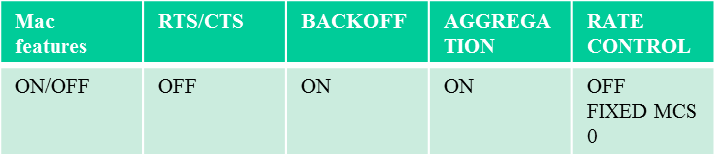 Mac
features
RTS/CTS
BACKOFF
AGGREGA
TION
RATE
CONTROL
ON/OFF
OFF
ON
ON
OFF
FIXED MCS
0